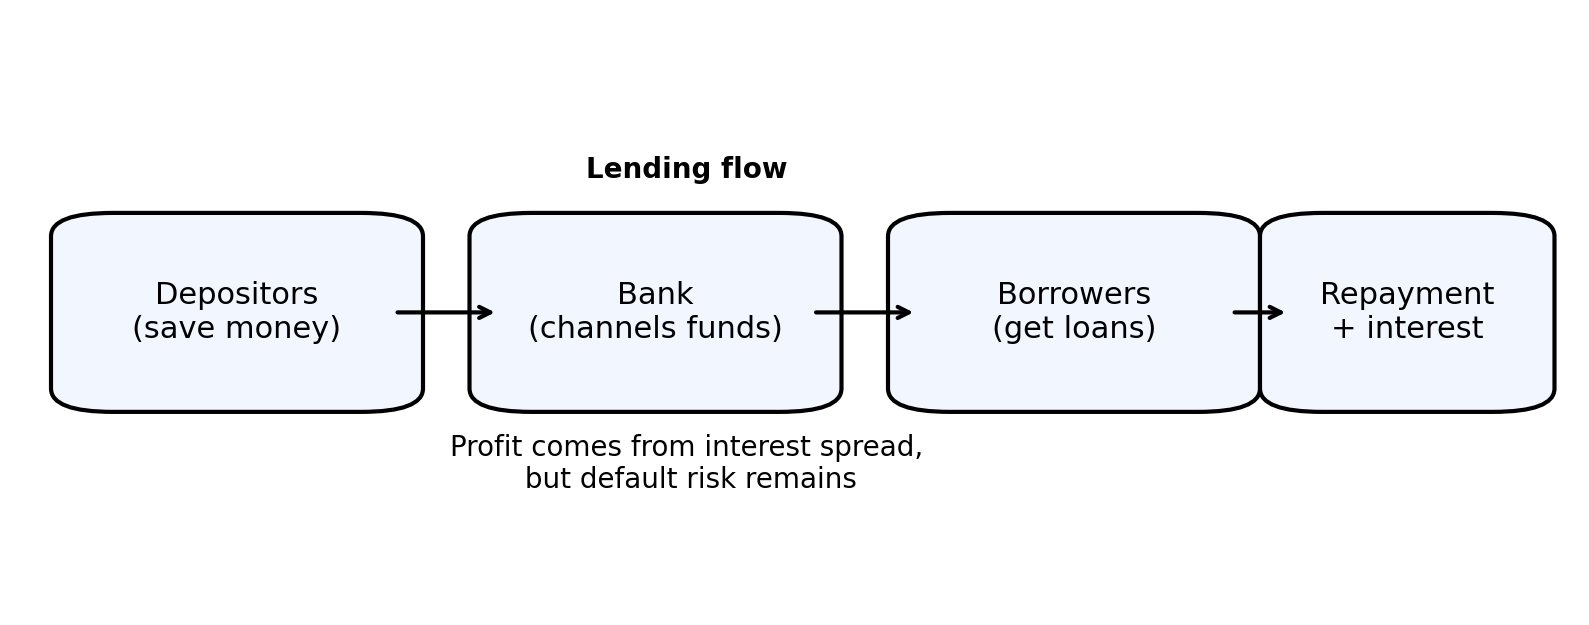 Lending flow
Depositors
(save money)
Bank
(channels funds)
Borrowers
(get loans)
Repayment
+ interest
Profit comes from interest spread,
but default risk remains